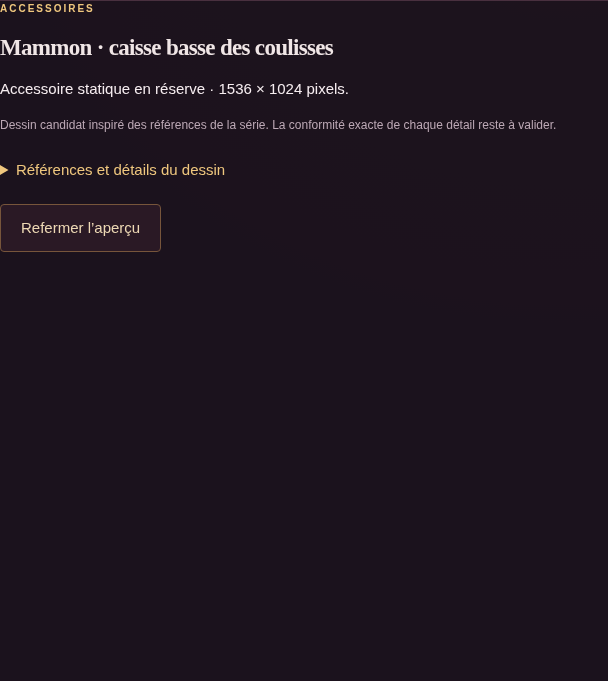 ACCESSOIRES
Mammon · caisse basse des coulisses
Accessoire statique en réserve · 1536 × 1024 pixels.
Dessin candidat inspiré des références de la série. La conformité exacte de chaque détail reste à valider.
Références et détails du dessin
Refermer l’aperçu